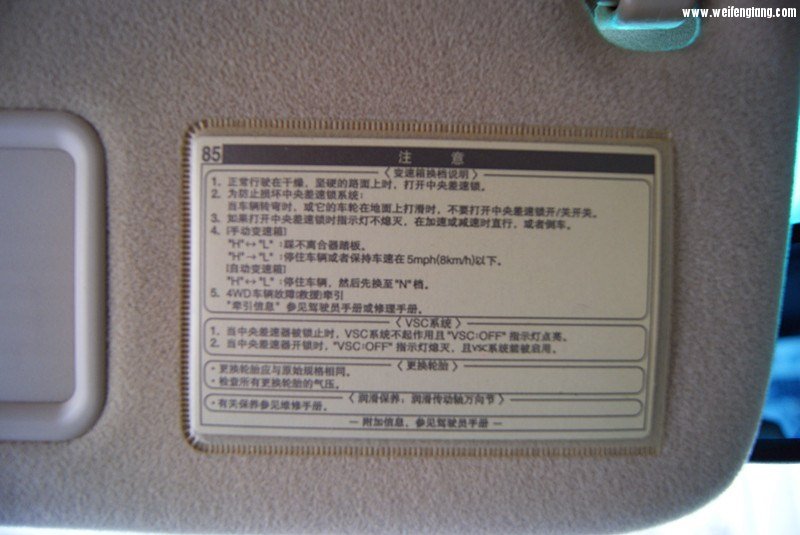 www.weifengtang.com
85 注 意
〈 变速箱换档说明 〉
1. 正常行驶在干燥，坚硬的路面上时，打开中央差速锁。
2. 为防止损坏中央差速锁系统：
当车辆转弯时，或它的车轮在地面上打滑时，不要打开中央差速锁开/关开关。
3. 如果打开中央差速锁时指示灯不熄灭，在加速或减速时直行，或者倒车。
4. [手动变速箱]
"H"↔"L"：踩不离合器踏板。
"H"→"L"：停住车辆或者保持车速在5mph(8km/h)以下。
[自动变速箱]
"H"↔"L"：停住车辆，然后先换至"N"档。
5. 4WD车辆故障(救援)牵引
"牵引信息" 参见驾驶员手册或修理手册。
〈 VSC系统 〉
1. 当中央差速器被锁止时，VSC系统不起作用且"VSC:OFF"指示灯点亮。
2. 当中央差速器开锁时，"VSC:OFF"指示灯熄灭，且VSC系统能被启用。
〈 更换轮胎 〉
· 更换轮胎应与原始规格相同。
· 检查所有更换轮胎的气压。
〈 润滑保养：润滑传动轴万向节 〉
· 有关保养参见维修手册。
— 附加信息，参见驾驶员手册 —